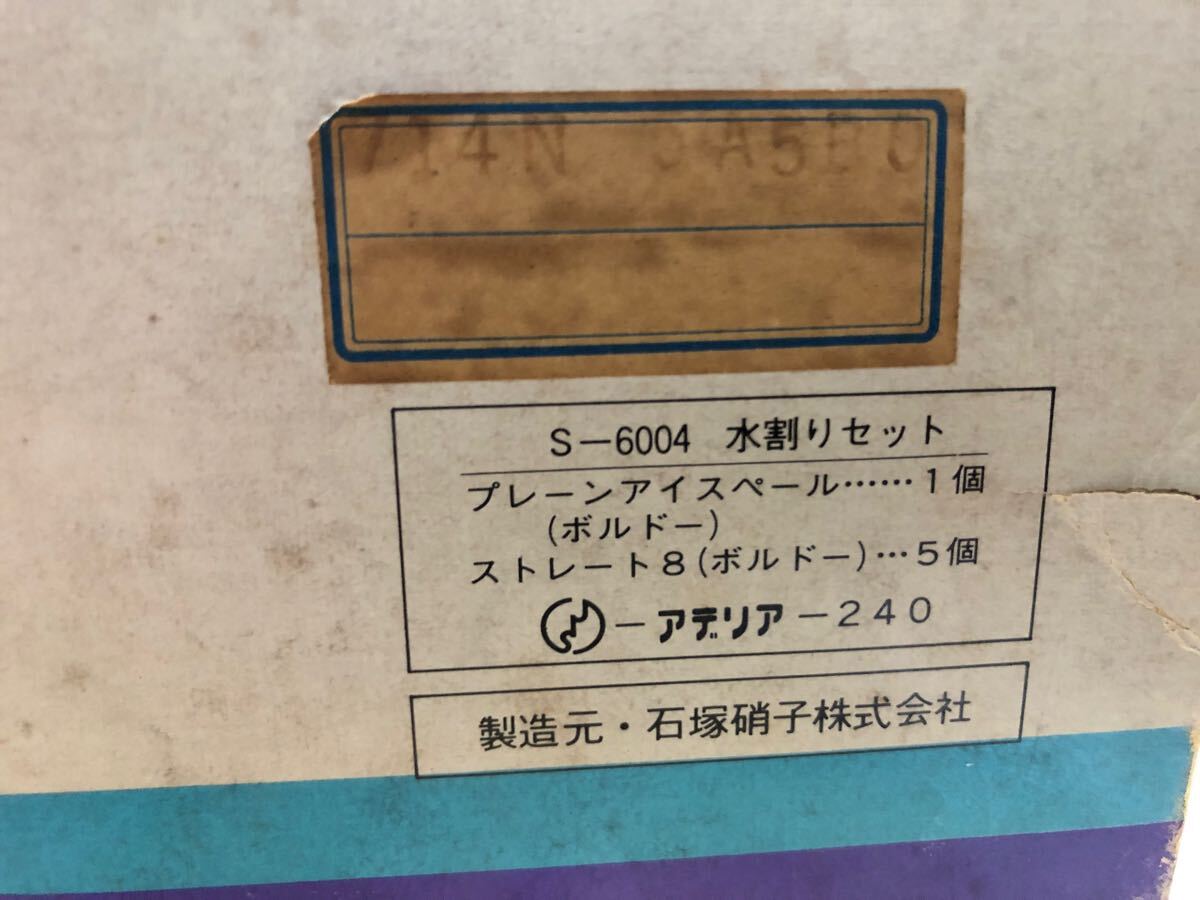 S-6004 水割りセット
プレーンアイスペール……1個
(ボルドー)
ストレート8(ボルドー)…5個
-アデリア-240
製造元・石塚硝子株式会社